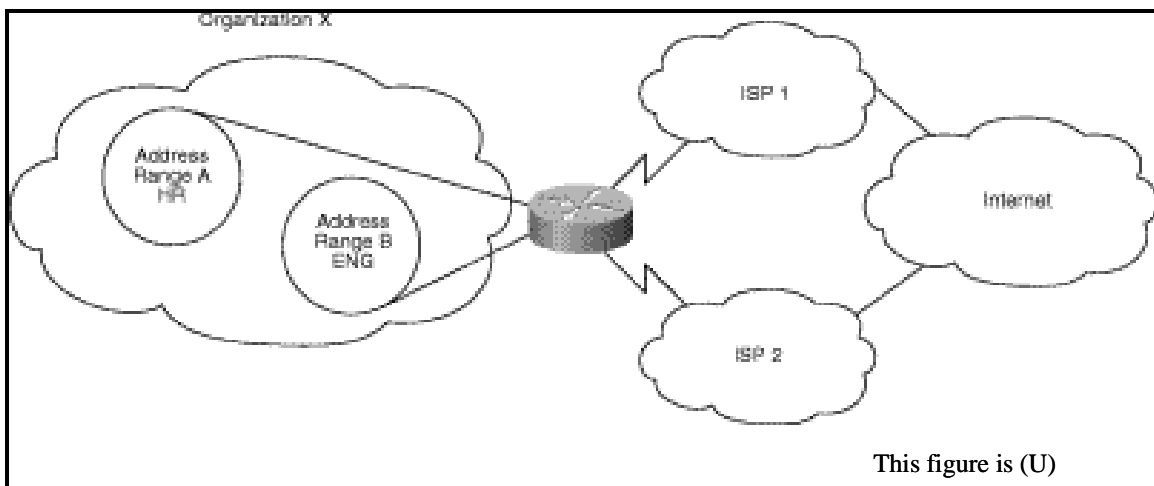 Organization X
Address
Range A
HR
Address
Range B
ENG
ISP 1
Internet
ISP 2
This figure is (U)